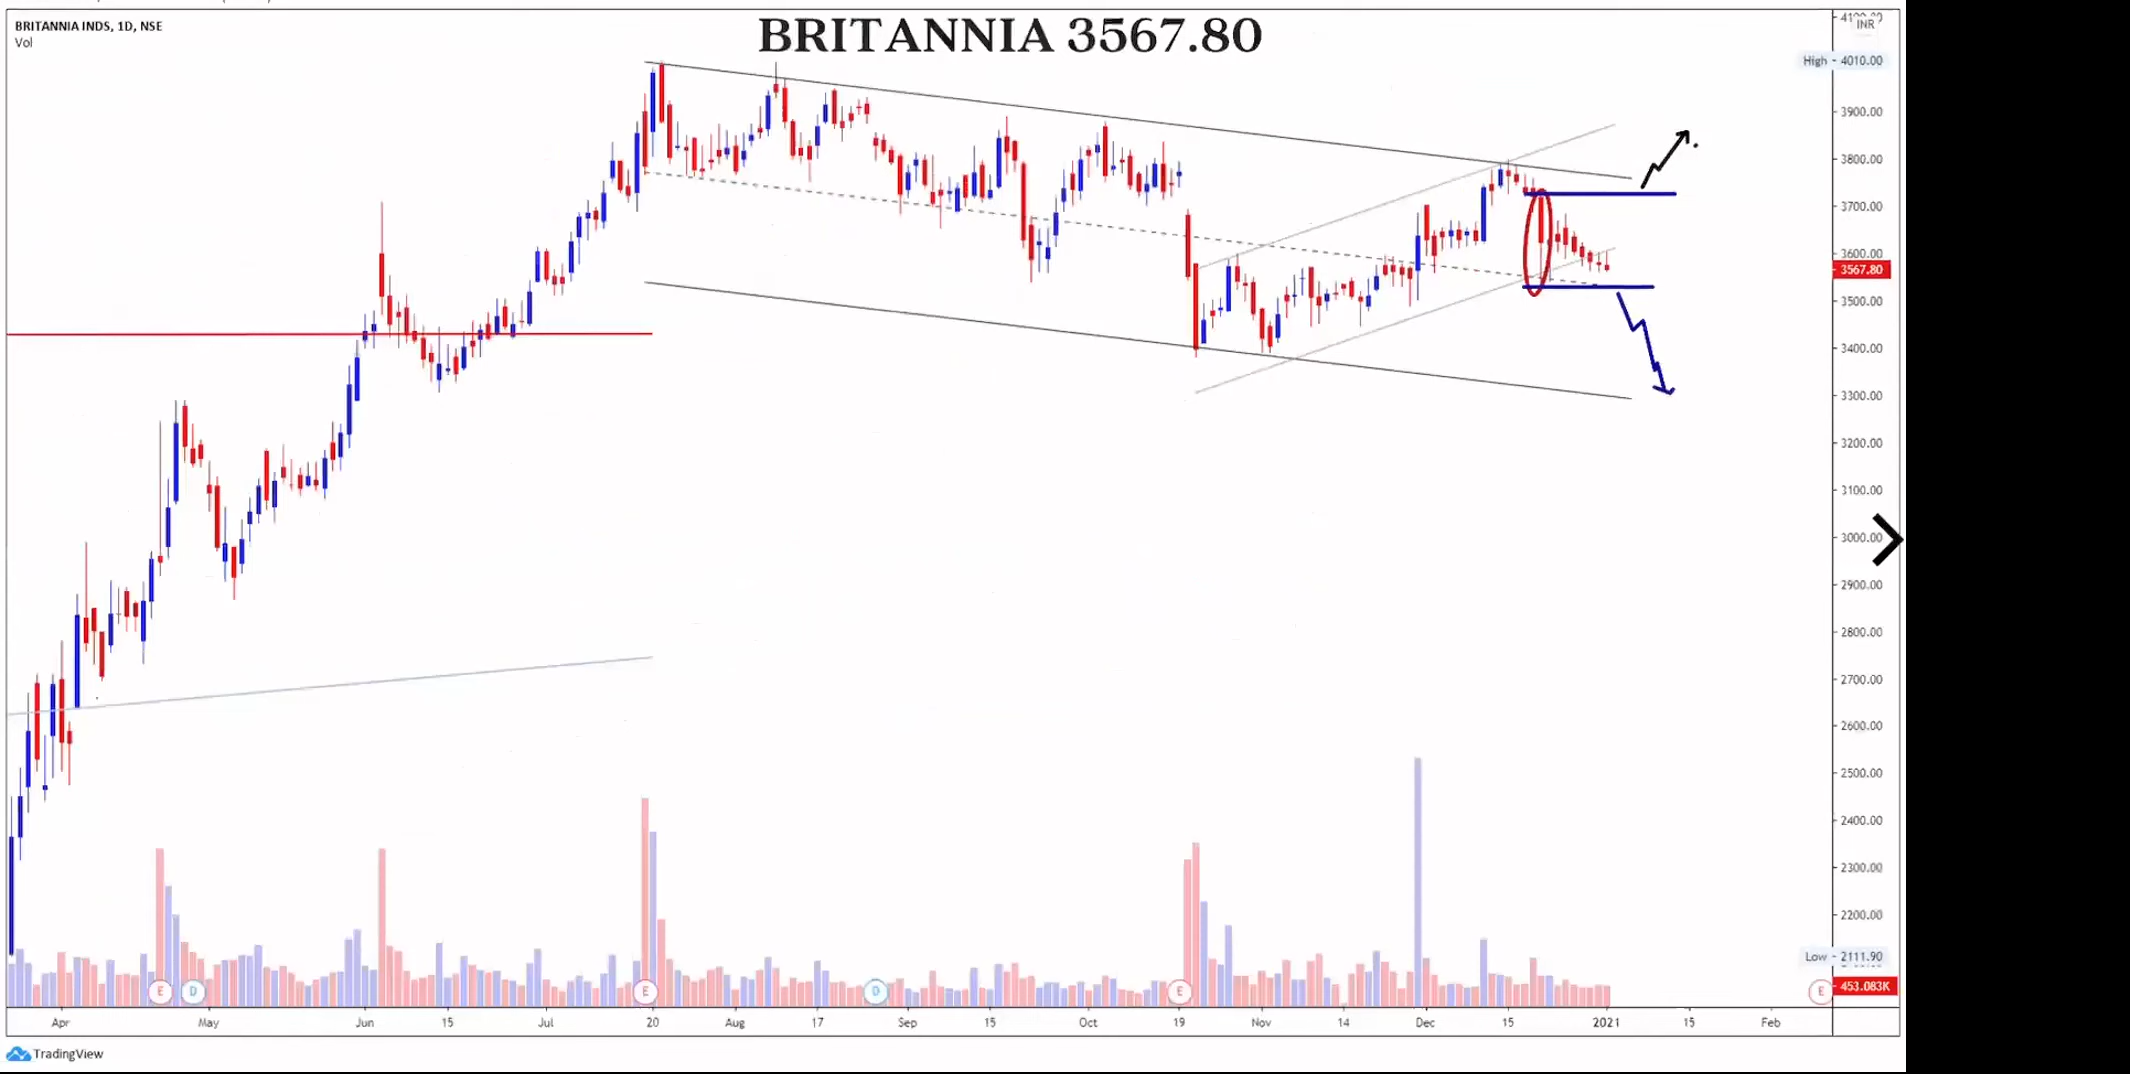 BRITANNIA INDS, 1D, NSE
Vol
BRITANNIA 3567.80
INR
High - 4010.00
3900.00
3800.00
3700.00
3600.00
3567.80
3500.00
3400.00
3300.00
3200.00
3100.00
3000.00
2900.00
2800.00
2700.00
2600.00
2500.00
2400.00
2300.00
2200.00
Low - 2111.90
453.083K
E D E D E E
Apr May Jun 15 Jul 20 Aug 17 Sep 15 Oct 19 Nov 14 Dec 15 2021 15 Feb
TradingView